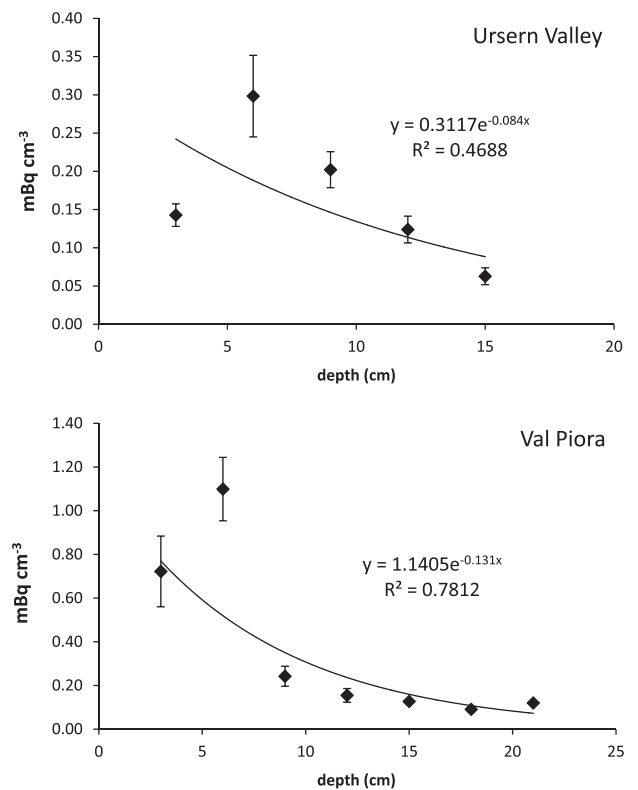 Ursern Valley
0.40
0.35
0.30
0.25
0.20
0.15
0.10
0.05
0.00
mBq cm⁻³
y = 0.3117e⁻⁰·⁰⁸⁴ˣ
R² = 0.4688
0 5 10 15 20
depth (cm)
Val Piora
1.40
1.20
1.00
0.80
0.60
0.40
0.20
0.00
mBq cm⁻³
y = 1.1405e⁻⁰·¹³¹ˣ
R² = 0.7812
0 5 10 15 20 25
depth (cm)